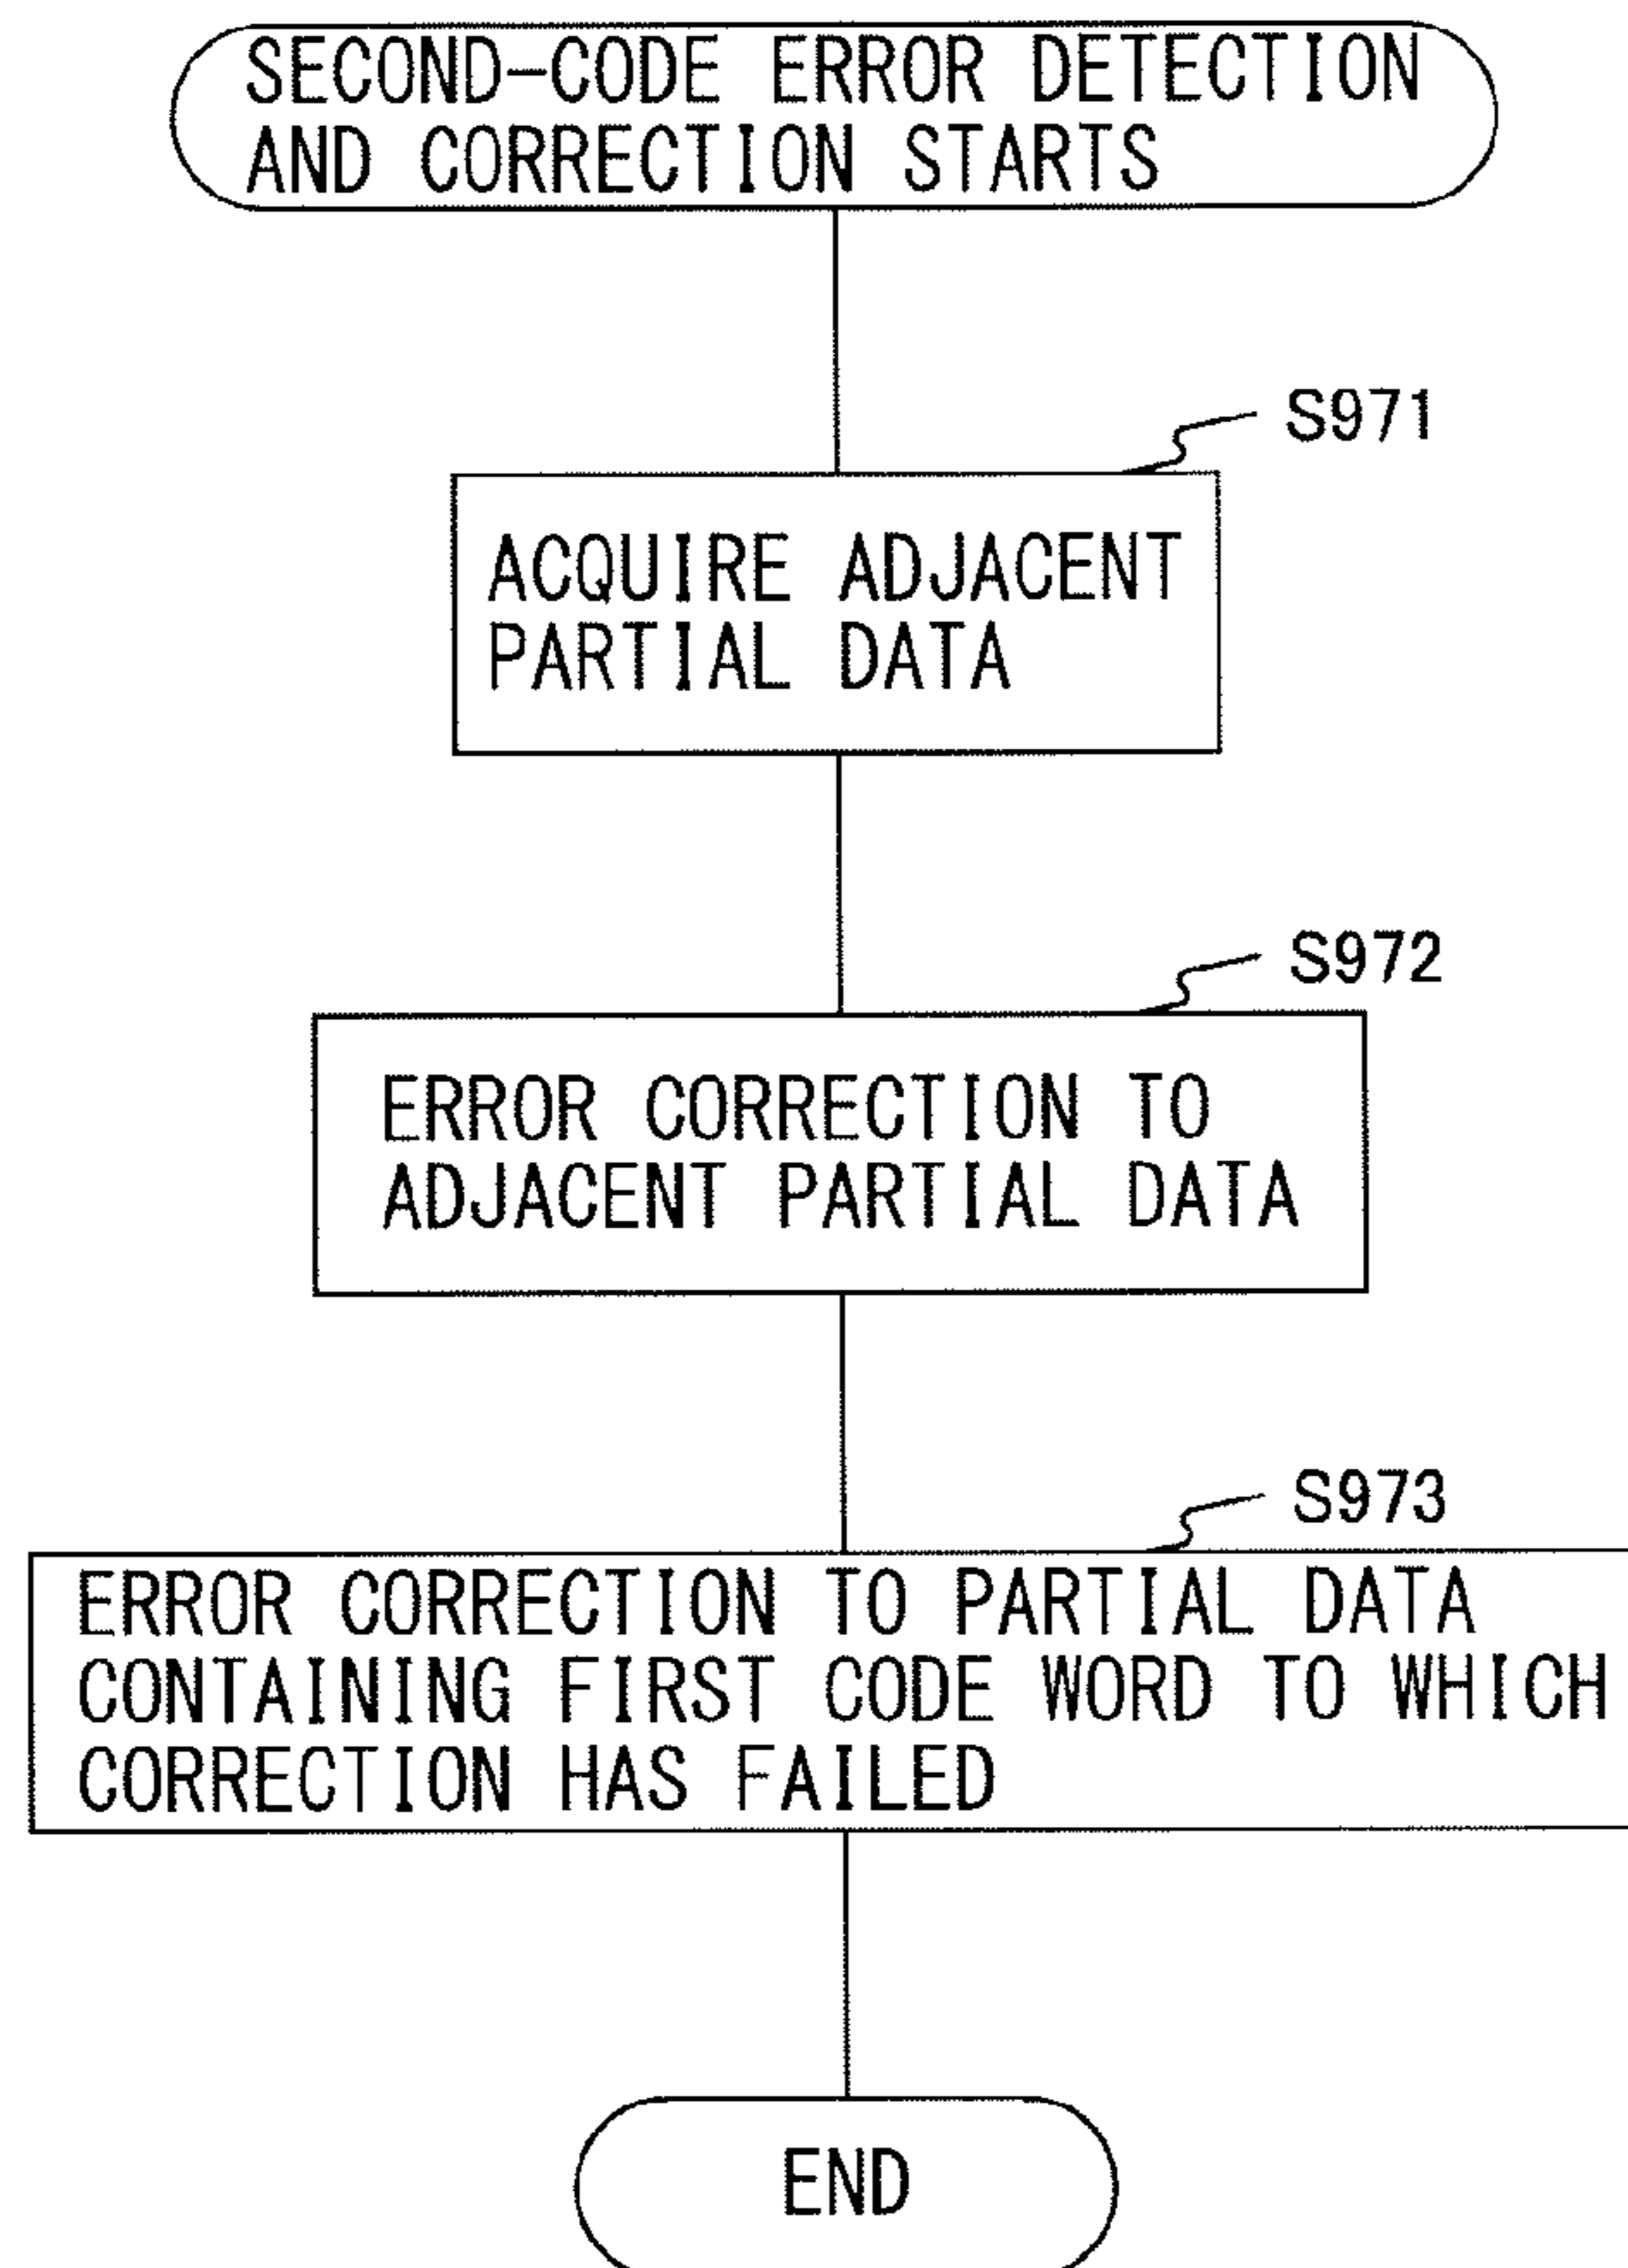 SECOND-CODE ERROR DETECTION
AND CORRECTION STARTS
S971
ACQUIRE ADJACENT
PARTIAL DATA
S972
ERROR CORRECTION TO
ADJACENT PARTIAL DATA
S973
ERROR CORRECTION TO PARTIAL DATA
CONTAINING FIRST CODE WORD TO WHICH
CORRECTION HAS FAILED
END